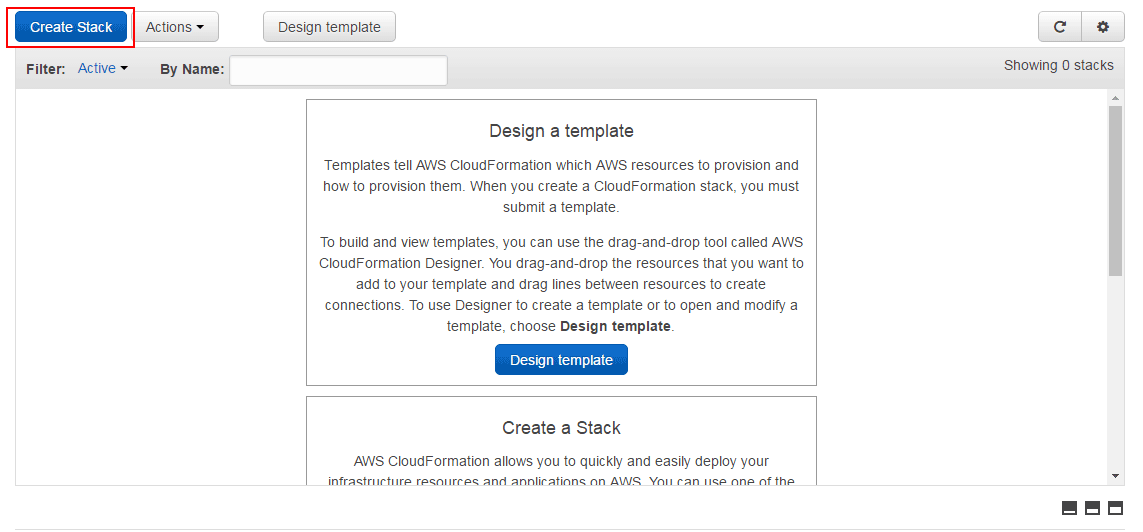 Create Stack Actions Design template
Filter: Active By Name: Showing 0 stacks
Design a template
Templates tell AWS CloudFormation which AWS resources to provision and
how to provision them. When you create a CloudFormation stack, you must
submit a template.
To build and view templates, you can use the drag-and-drop tool called AWS
CloudFormation Designer. You drag-and-drop the resources that you want to
add to your template and drag lines between resources to create
connections. To use Designer to create a template or to open and modify a
template, choose Design template.
Design template
Create a Stack
AWS CloudFormation allows you to quickly and easily deploy your
infrastructure resources and applications on AWS. You can use one of the